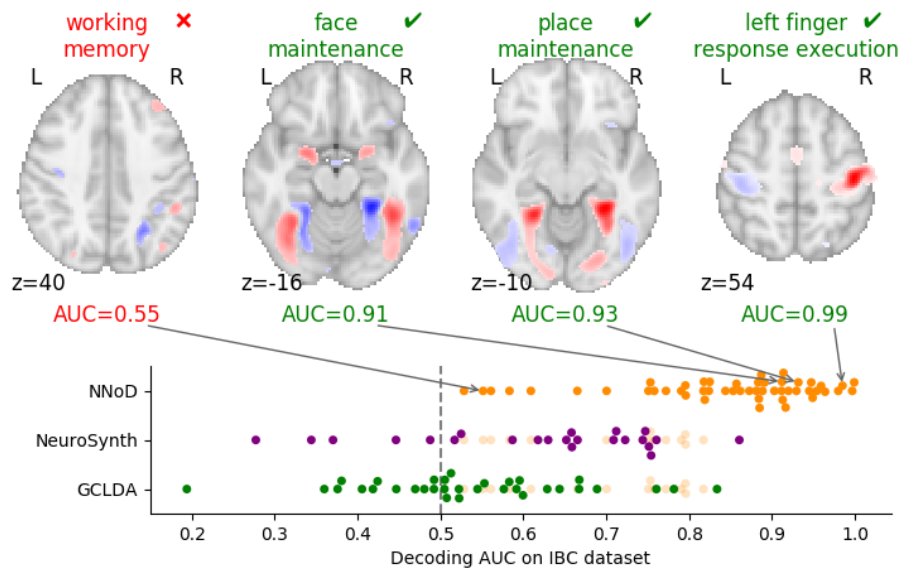 working ✖
memory
face ✔
maintenance
place ✔
maintenance
left finger ✔
response execution
L R
L R
L R
L R
z=40
z=-16
z=-10
z=54
AUC=0.55
AUC=0.91
AUC=0.93
AUC=0.99
NNoD
NeuroSynth
GCLDA
0.2 0.3 0.4 0.5 0.6 0.7 0.8 0.9 1.0
Decoding AUC on IBC dataset